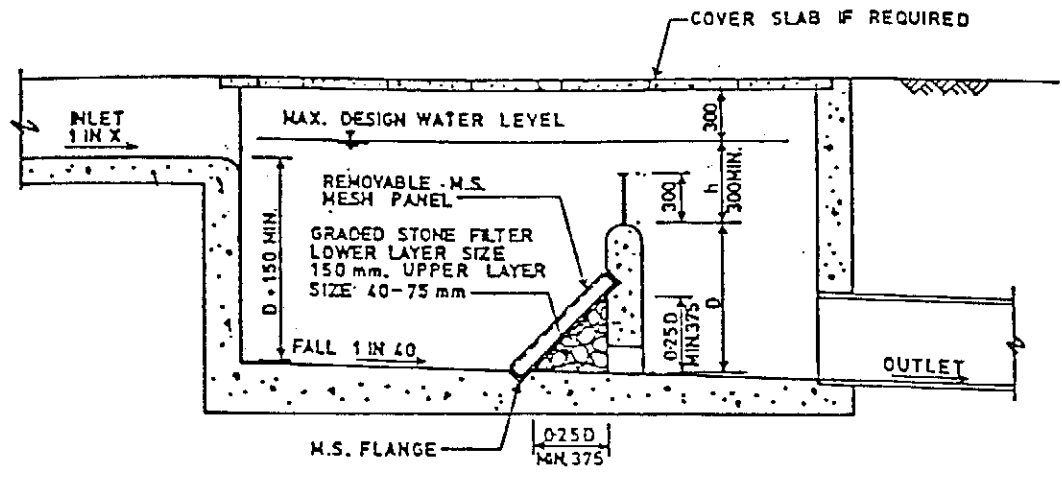 COVER SLAB IF REQUIRED
INLET
1 IN X
MAX. DESIGN WATER LEVEL
300
REMOVABLE M.S.
MESH PANEL
300
h
300 MIN.
GRADED STONE FILTER
LOWER LAYER SIZE
150 mm. UPPER LAYER
SIZE: 40-75 mm
D + 150 MIN.
D
0.25D
MIN.375
FALL 1 IN 40
OUTLET
M.S. FLANGE
0.25D
MIN.375